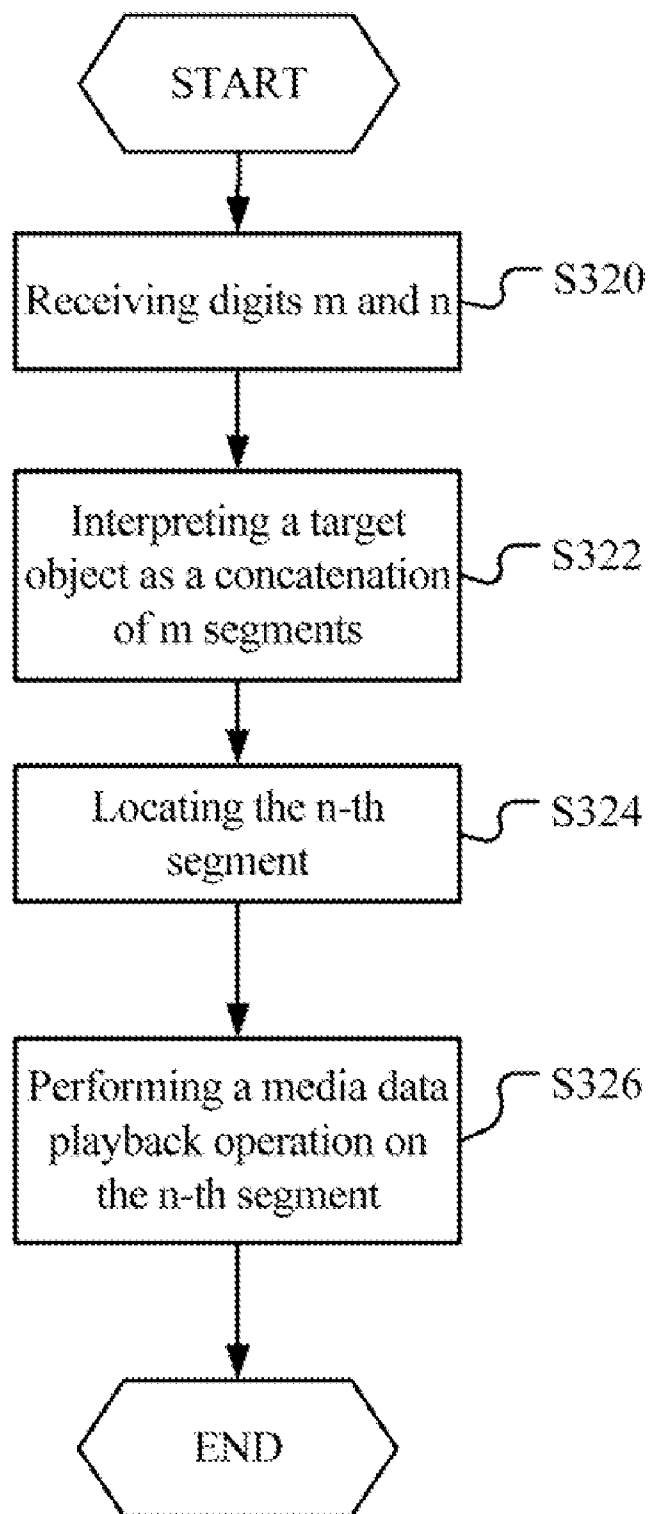 START
Receiving digits m and n
S320
Interpreting a target
object as a concatenation
of m segments
S322
Locating the n-th
segment
S324
Performing a media data
playback operation on
the n-th segment
S326
END